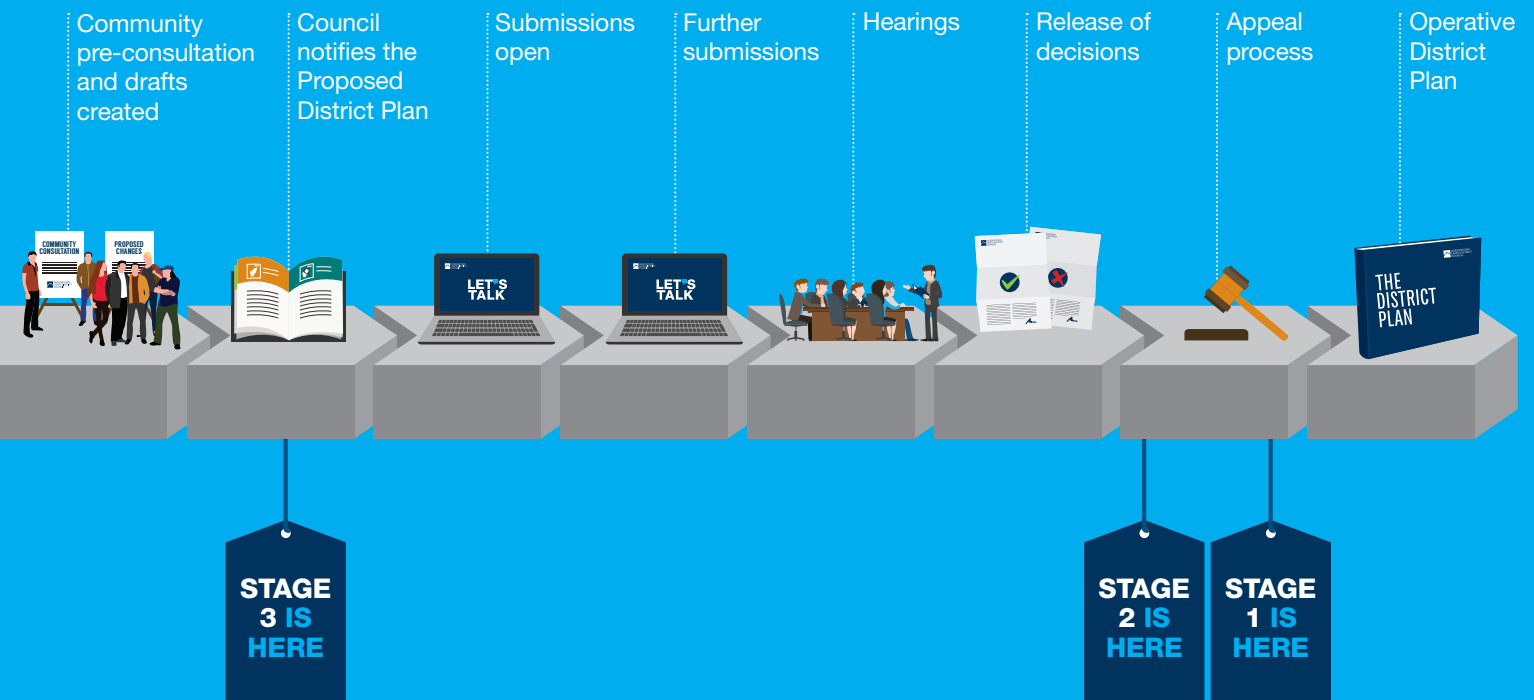 Community
pre-consultation
and drafts
created
Council
notifies the
Proposed
District Plan
Submissions
open
Further
submissions
Hearings
Release of
decisions
Appeal
process
Operative
District
Plan
COMMUNITY
CONSULTATION
PROPOSED
CHANGES
LET'S
TALK
LET'S
TALK
THE
DISTRICT
PLAN
STAGE
3 IS
HERE
STAGE
2 IS
HERE
STAGE
1 IS
HERE